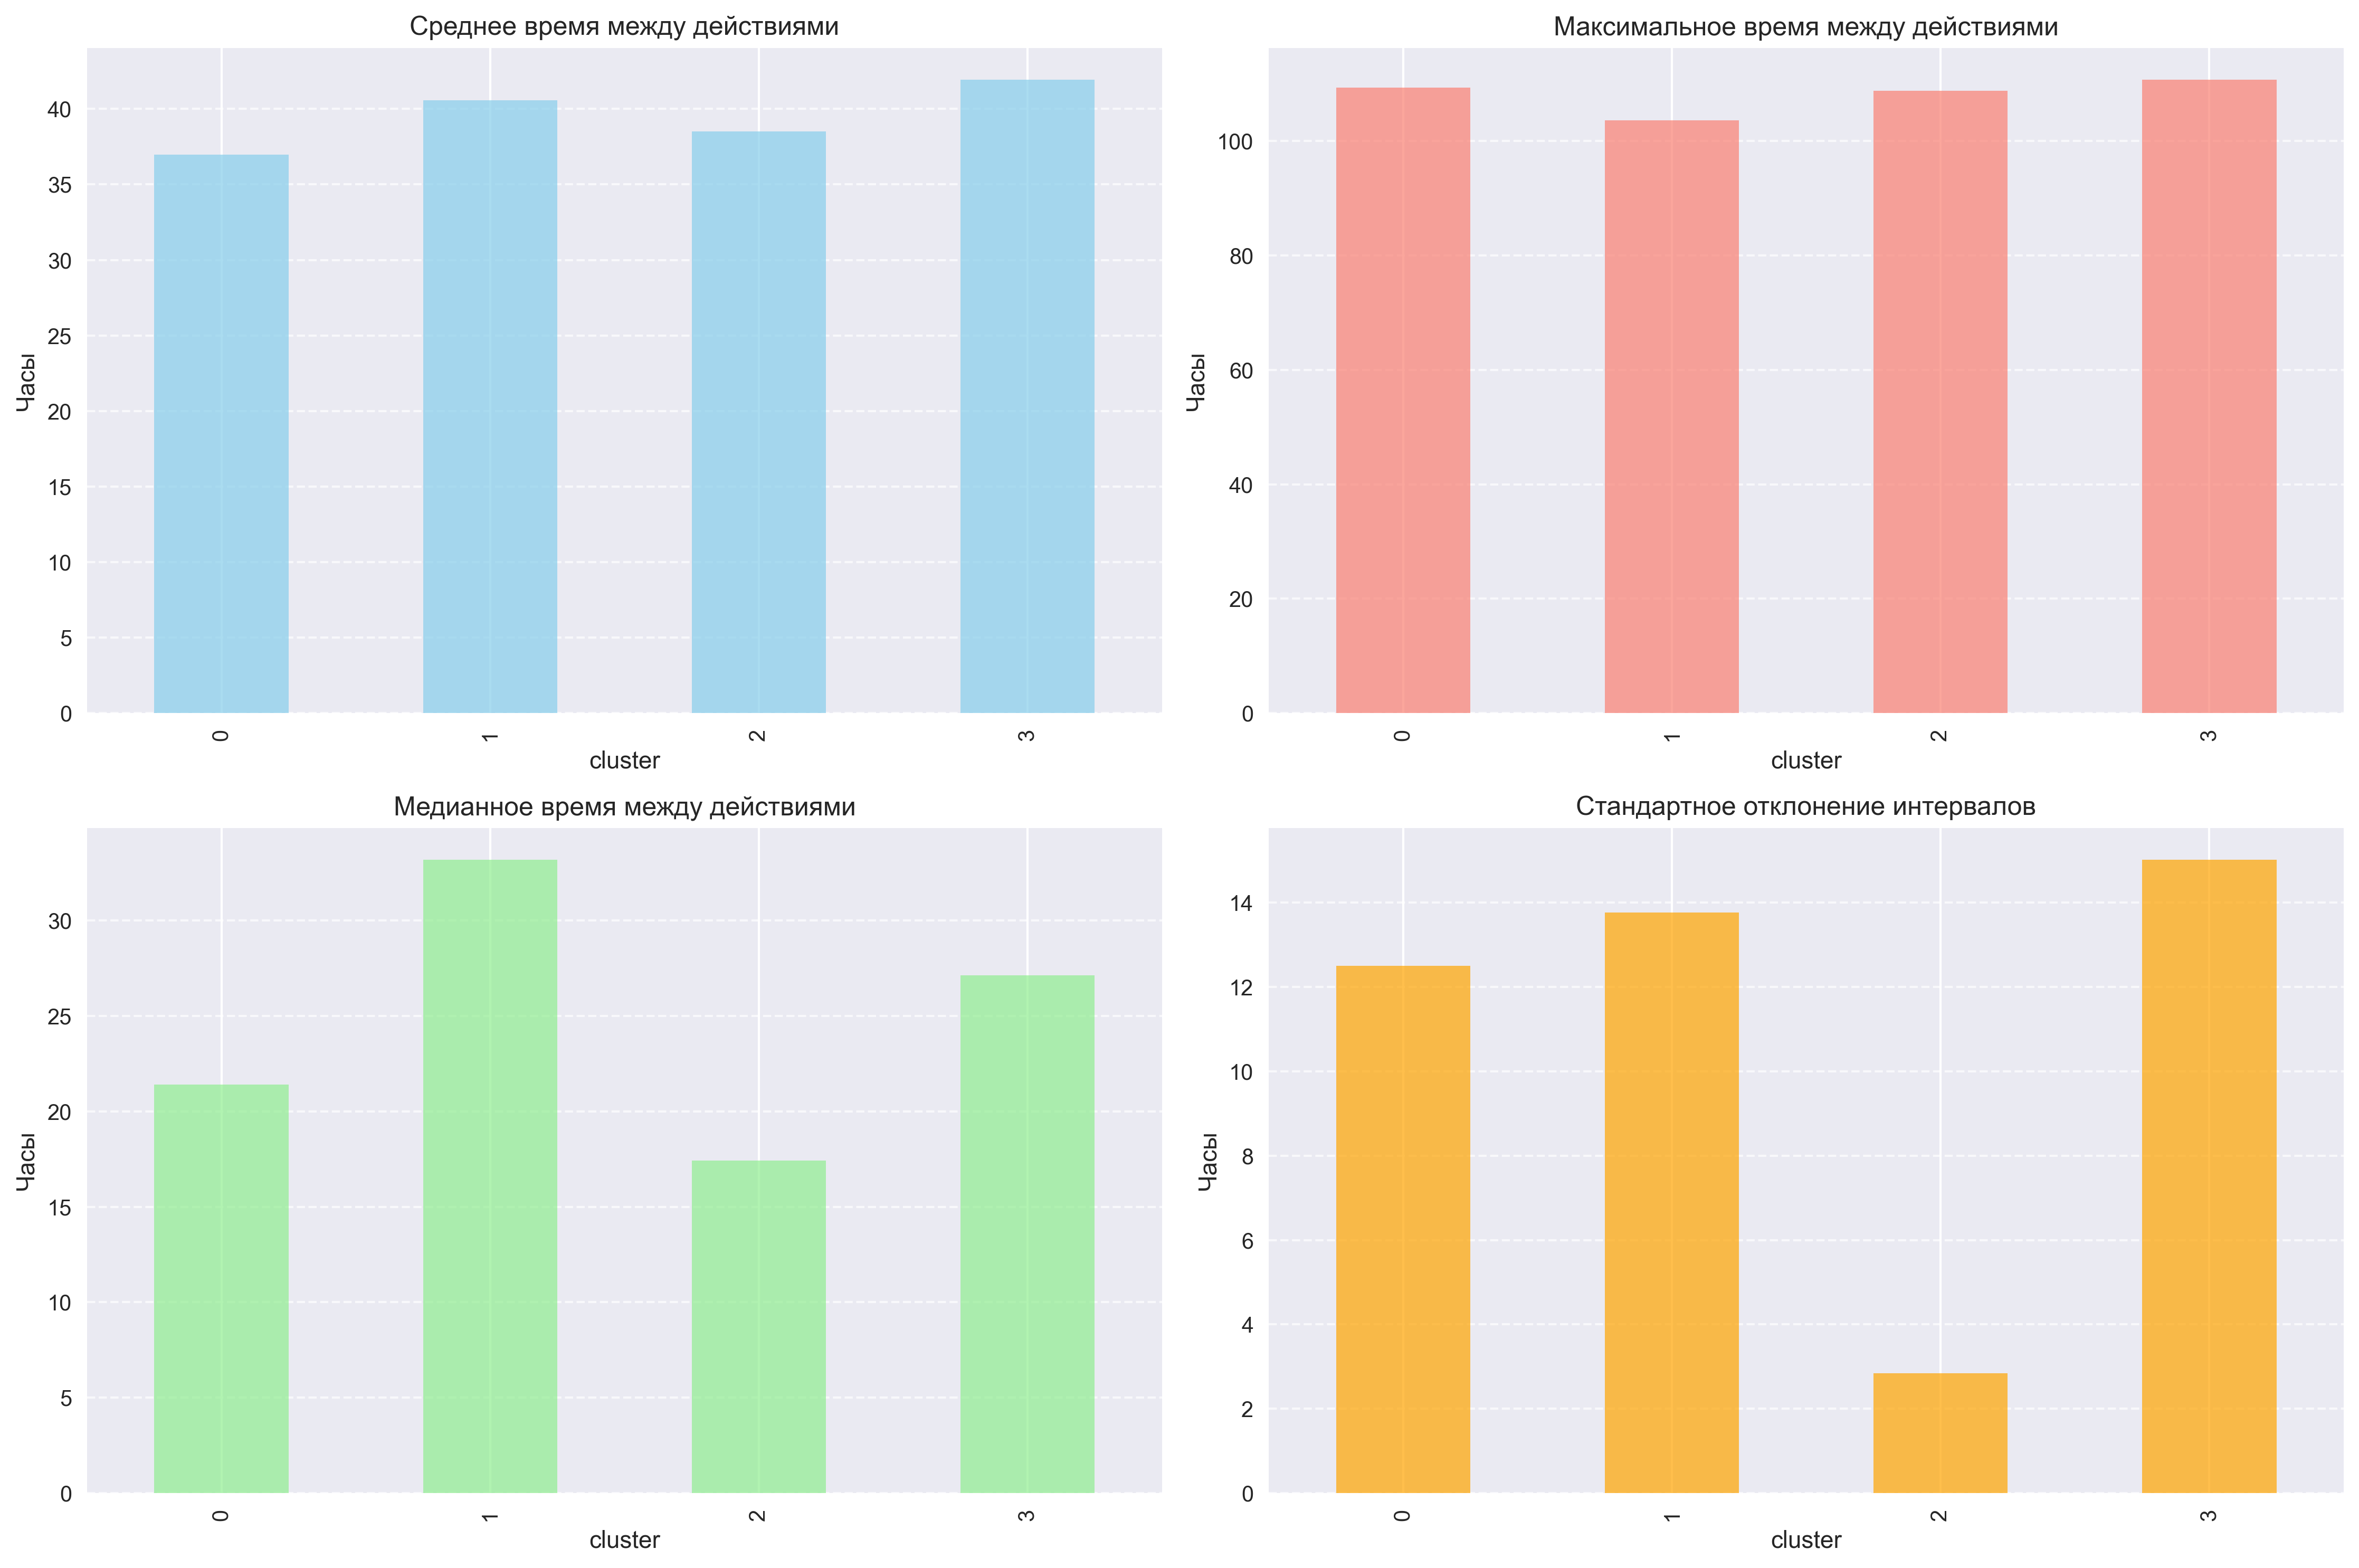 Среднее время между действиями
Часы
40
35
30
25
20
15
10
5
0
0 1 2 3
cluster
Максимальное время между действиями
Часы
100
80
60
40
20
0
0 1 2 3
cluster
Медианное время между действиями
Часы
30
25
20
15
10
5
0
0 1 2 3
cluster
Стандартное отклонение интервалов
Часы
14
12
10
8
6
4
2
0
0 1 2 3
cluster